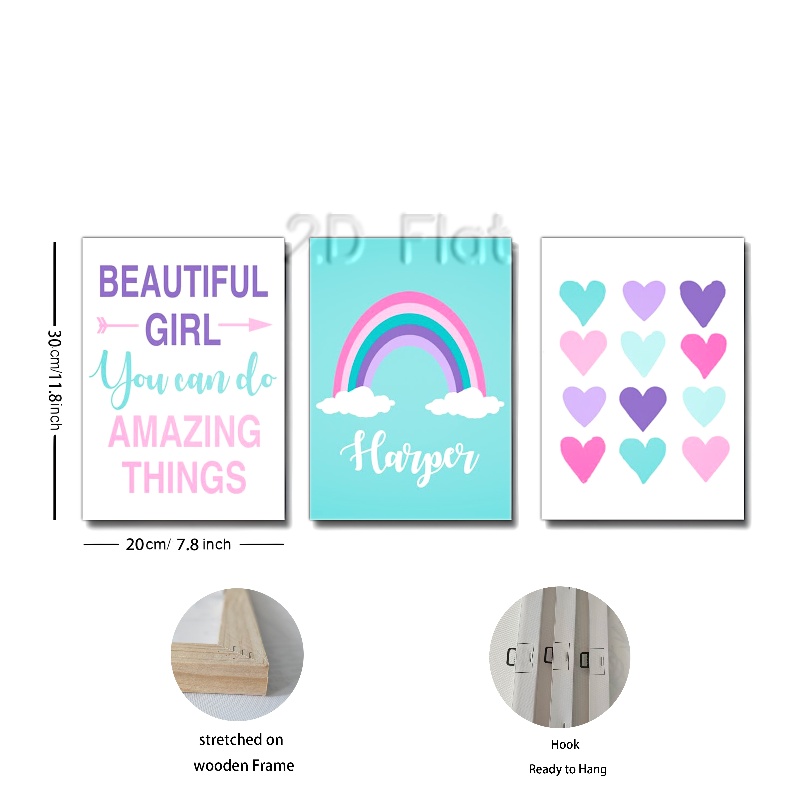 2D Flat
BEAUTIFUL
GIRL
You can do
AMAZING
THINGS
Harper
30cm/11.8inch
20cm/ 7.8 inch
stretched on
wooden Frame
Hook
Ready to Hang